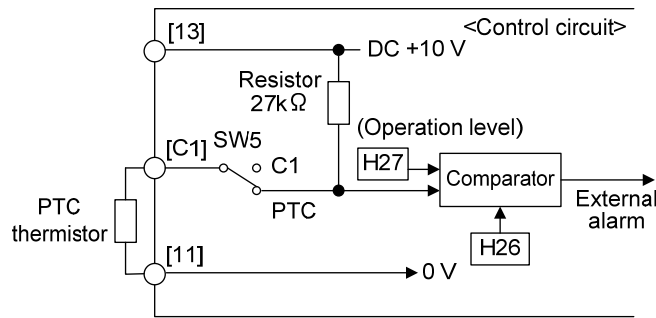 [13]
<Control circuit>
DC +10 V
Resistor
27kΩ
(Operation level)
SW5
[C1]
C1
H27
Comparator
PTC
External
alarm
PTC
thermistor
H26
[11]
0 V